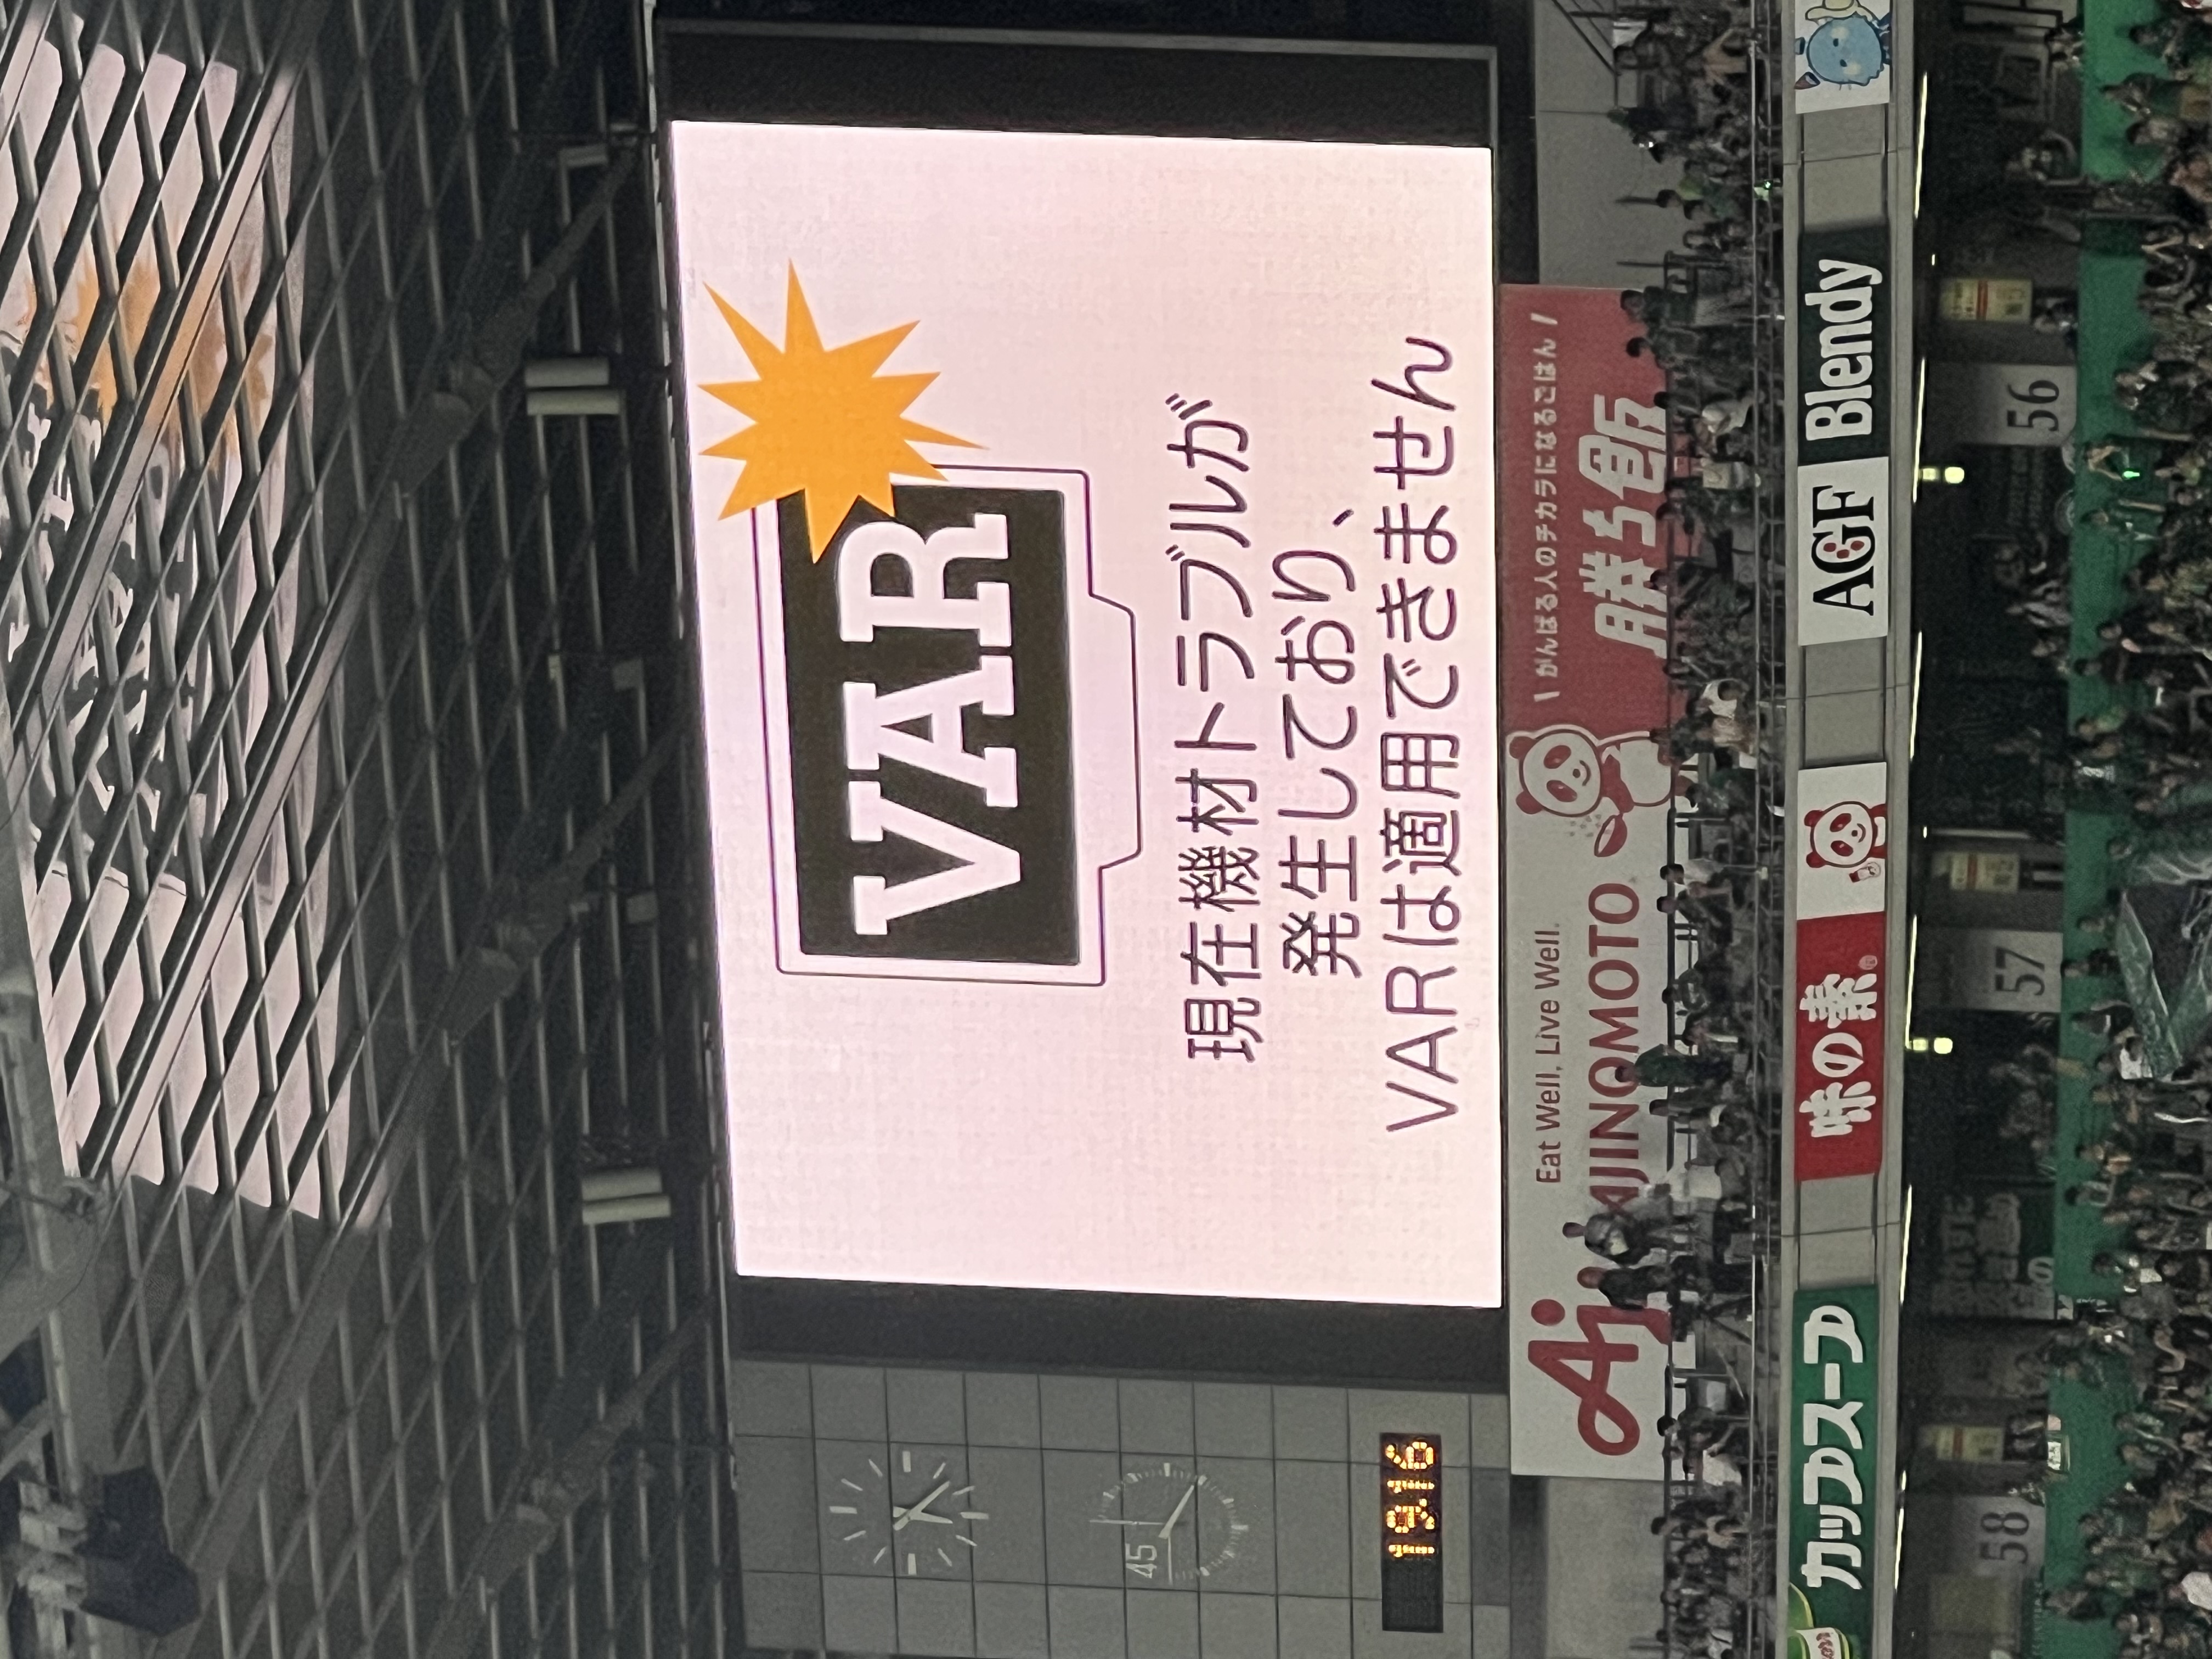 VAR
現在機材トラブルが
発生しており、
VARは適用できません
45
19:16
Aj
Eat Well, Live Well.
AJINOMOTO
\ がんばる人のチカラになるごはん /
勝ち飯
カップスープ
味の素®
AGF
Blendy
58
57
56